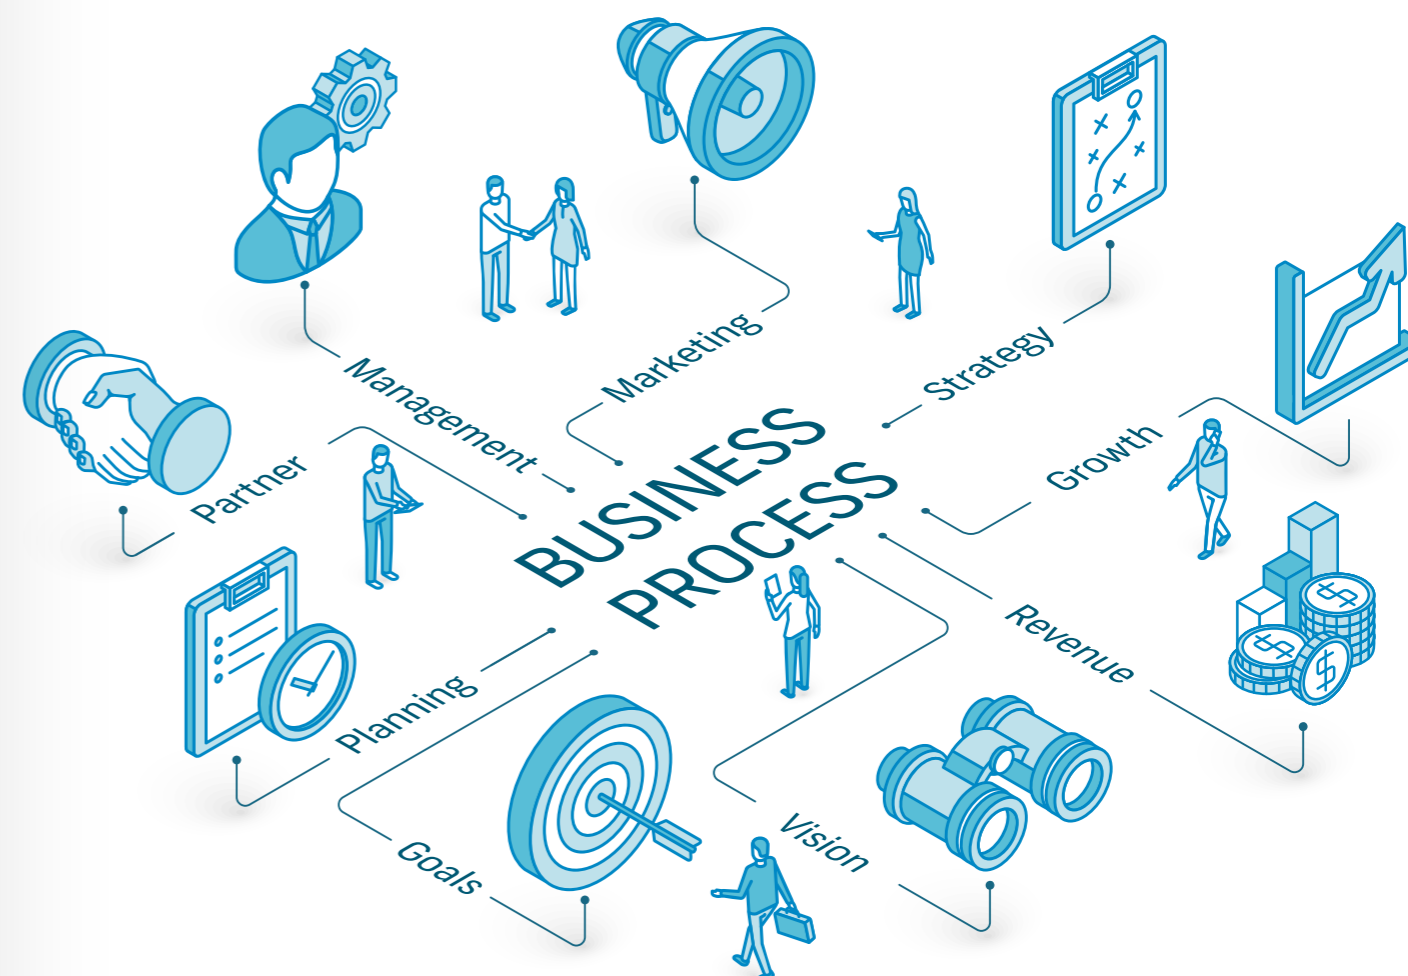 Marketing
Strategy
Management
Growth
Partner
BUSINESS
PROCESS
Revenue
Planning
Vision
Goals